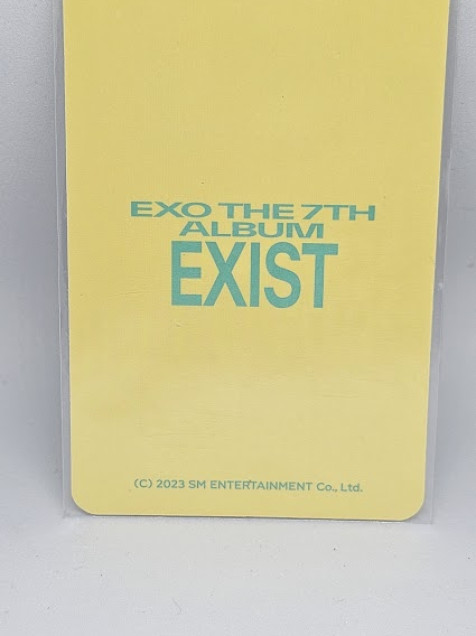 EXO THE 7TH
ALBUM
EXIST
(C) 2023 SM ENTERTAINMENT Co., Ltd.